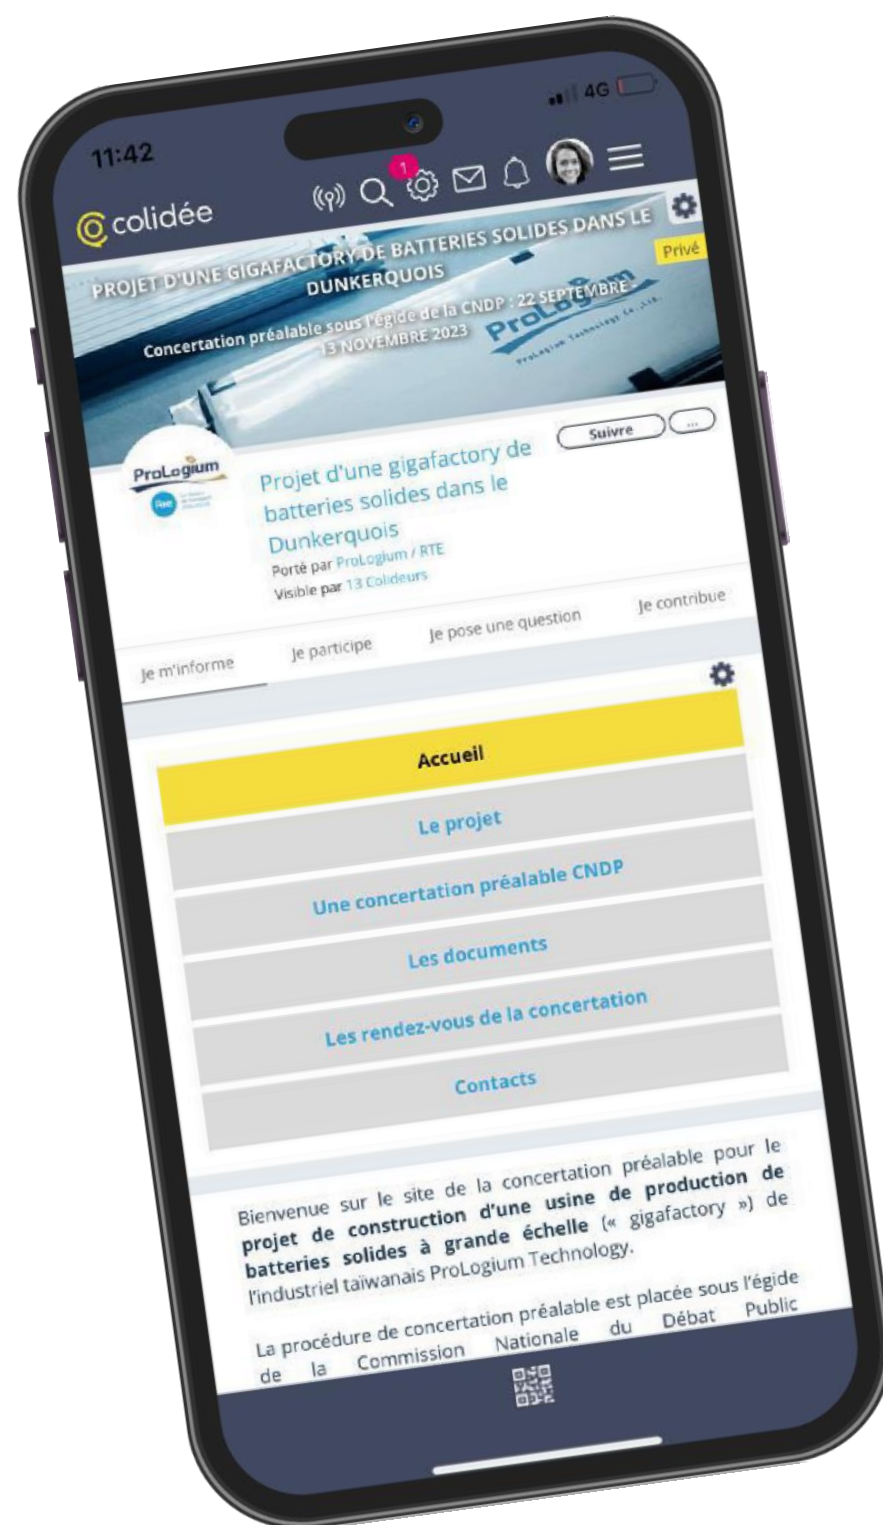 11:42
4G
1
colidée
PROJET D'UNE GIGAFACTORY DE BATTERIES SOLIDES DANS LE
DUNKERQUOIS
Privé
Concertation préalable sous l'égide de la CNDP : 22 SEPTEMBRE -
13 NOVEMBRE 2023
ProLogium
ProLogium Technology Co.,Ltd.
Suivre
...
ProLogium
Rte
Projet d'une gigafactory de
batteries solides dans le
Dunkerquois
Porté par ProLogium / RTE
Visible par 13 Colideurs
Je m'informe
Je participe
Je pose une question
Je contribue
Accueil
Le projet
Une concertation préalable CNDP
Les documents
Les rendez-vous de la concertation
Contacts
Bienvenue sur le site de la concertation préalable pour le
projet de construction d'une usine de production de
batteries solides à grande échelle (« gigafactory ») de
l'industriel taïwanais ProLogium Technology.
La procédure de concertation préalable est placée sous l'égide
de la Commission Nationale du Débat Public